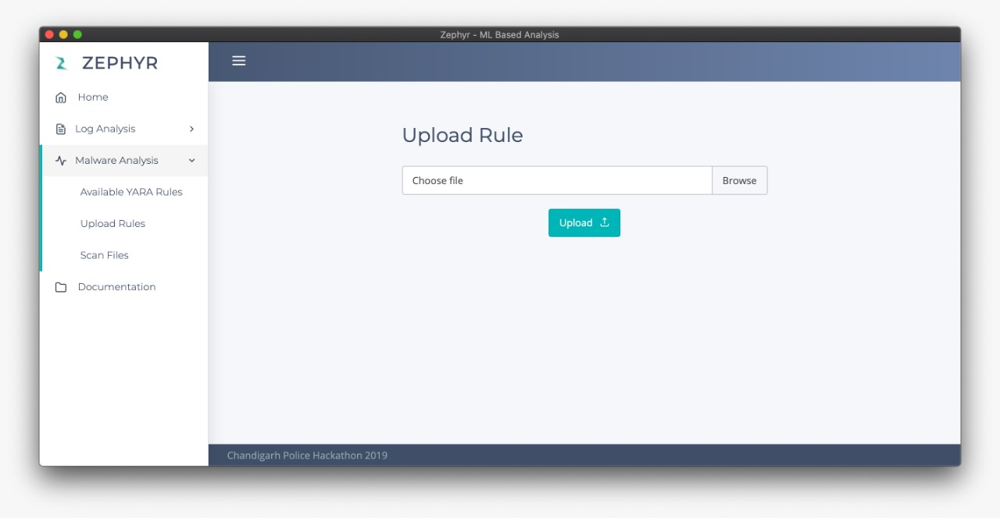 Zephyr - ML Based Analysis
ZEPHYR
Home
Log Analysis
Malware Analysis
Available YARA Rules
Upload Rules
Scan Files
Documentation
Upload Rule
Choose file
Browse
Upload
Chandigarh Police Hackathon 2019